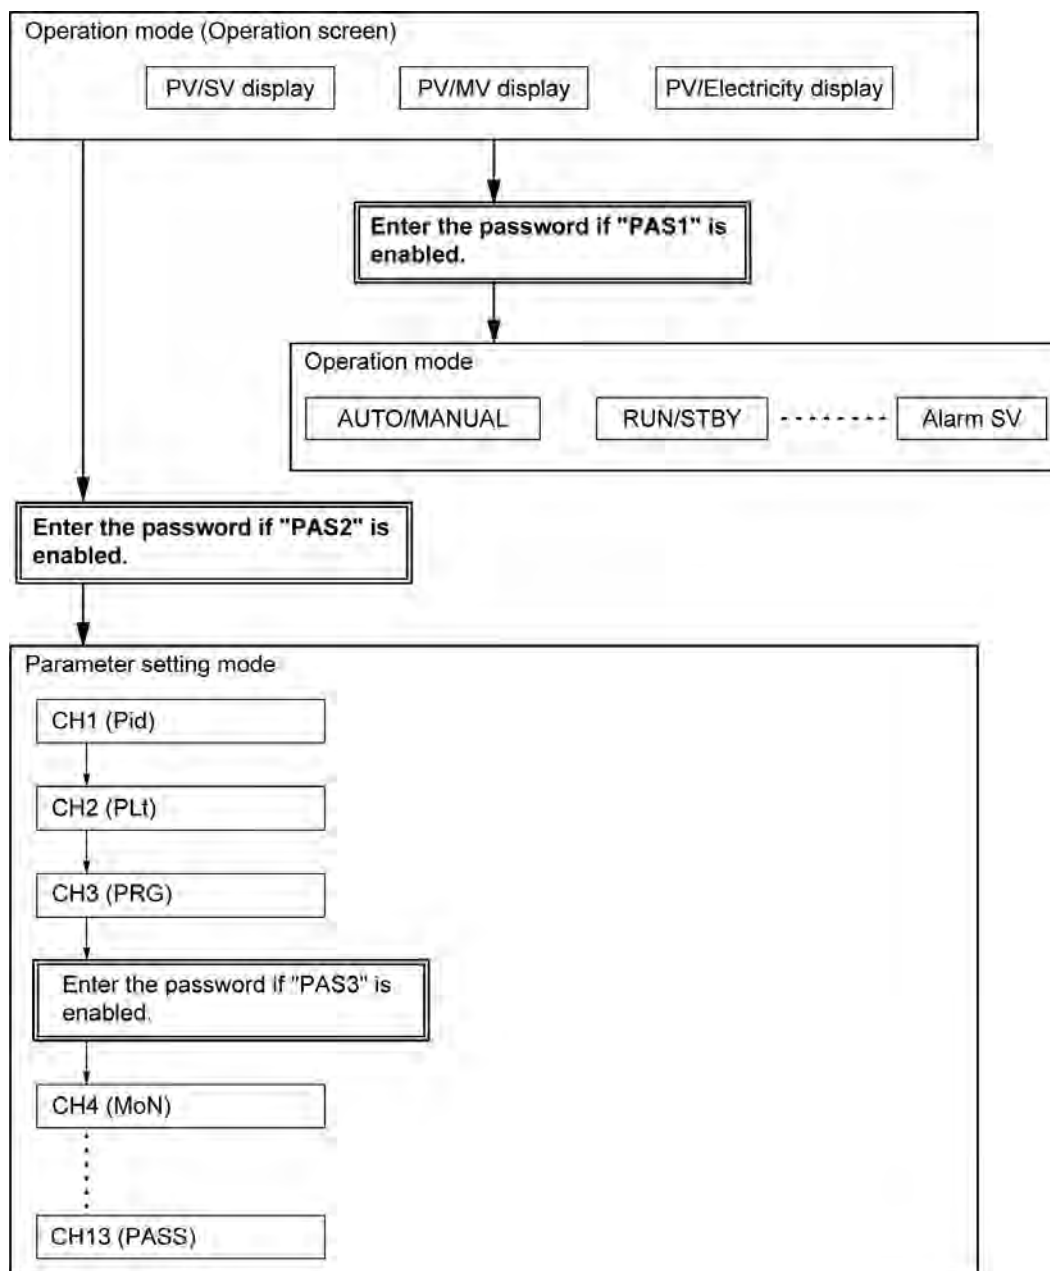 Operation mode (Operation screen)
PV/SV display
PV/MV display
PV/Electricity display
Enter the password if "PAS1" is
enabled.
Operation mode
AUTO/MANUAL
RUN/STBY
Alarm SV
Enter the password if "PAS2" is
enabled.
Parameter setting mode
CH1 (Pid)
CH2 (PLt)
CH3 (PRG)
Enter the password if "PAS3" is
enabled.
CH4 (MoN)
CH13 (PASS)